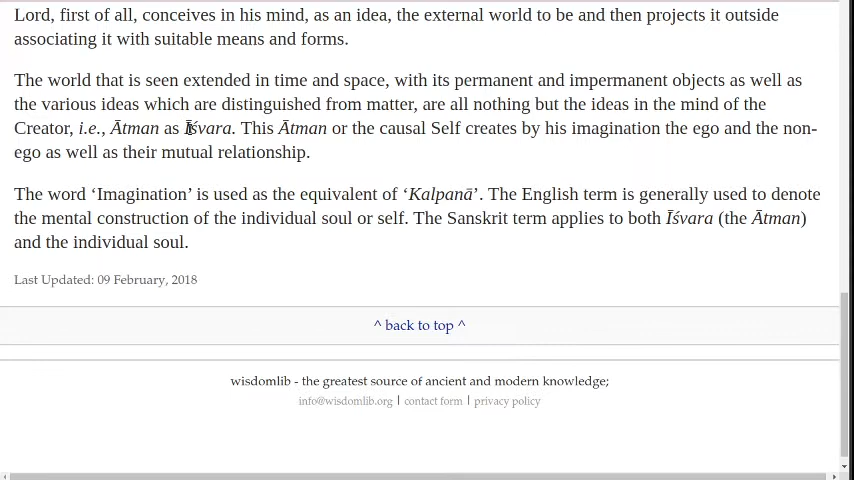 Lord, first of all, conceives in his mind, as an idea, the external world to be and then projects it outside
associating it with suitable means and forms.
The world that is seen extended in time and space, with its permanent and impermanent objects as well as
the various ideas which are distinguished from matter, are all nothing but the ideas in the mind of the
Creator, i.e., Ātman as Īśvara. This Ātman or the causal Self creates by his imagination the ego and the non-
ego as well as their mutual relationship.
The word ‘Imagination’ is used as the equivalent of ‘Kalpanā’. The English term is generally used to denote
the mental construction of the individual soul or self. The Sanskrit term applies to both Īśvara (the Ātman)
and the individual soul.
Last Updated: 09 February, 2018
^ back to top ^
wisdomlib - the greatest source of ancient and modern knowledge;
info@wisdomlib.org | contact form | privacy policy